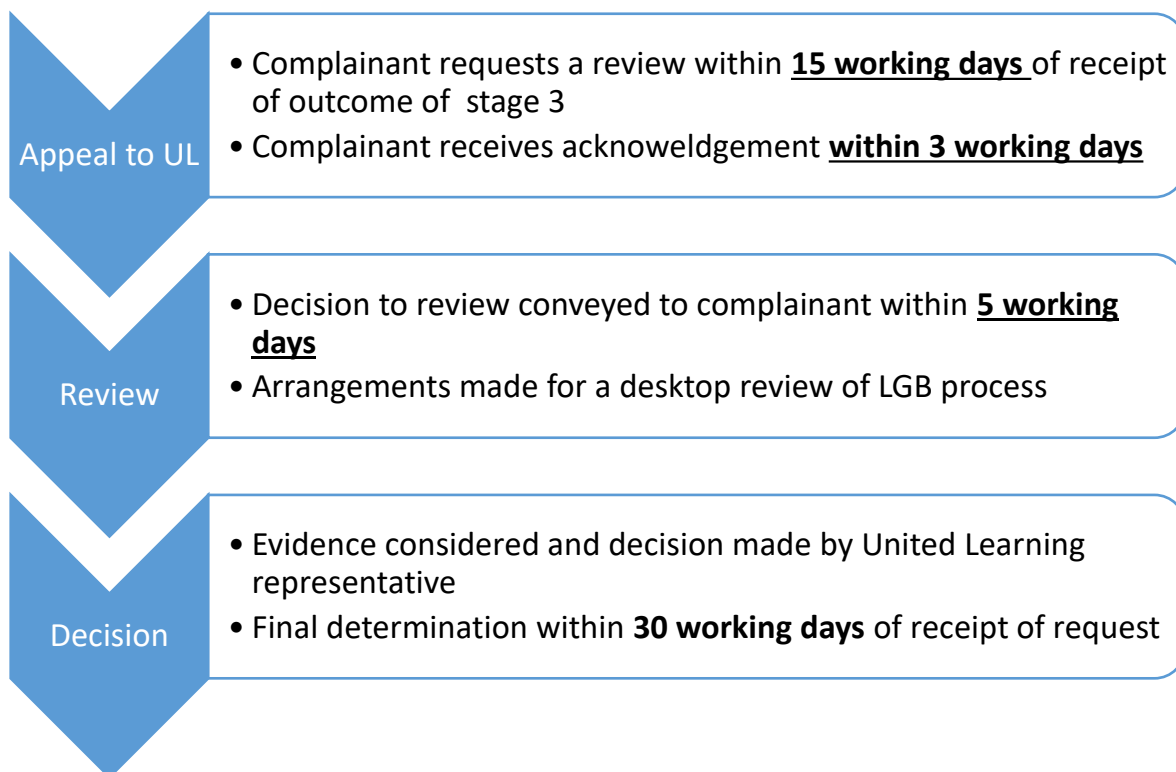 Appeal to UL
• Complainant requests a review within 15 working days of receipt
of outcome of  stage 3
• Complainant receives acknoweldgement within 3 working days
Review
• Decision to review conveyed to complainant within 5 working
days
• Arrangements made for a desktop review of LGB process
Decision
• Evidence considered and decision made by United Learning
representative
• Final determination within 30 working days of receipt of request